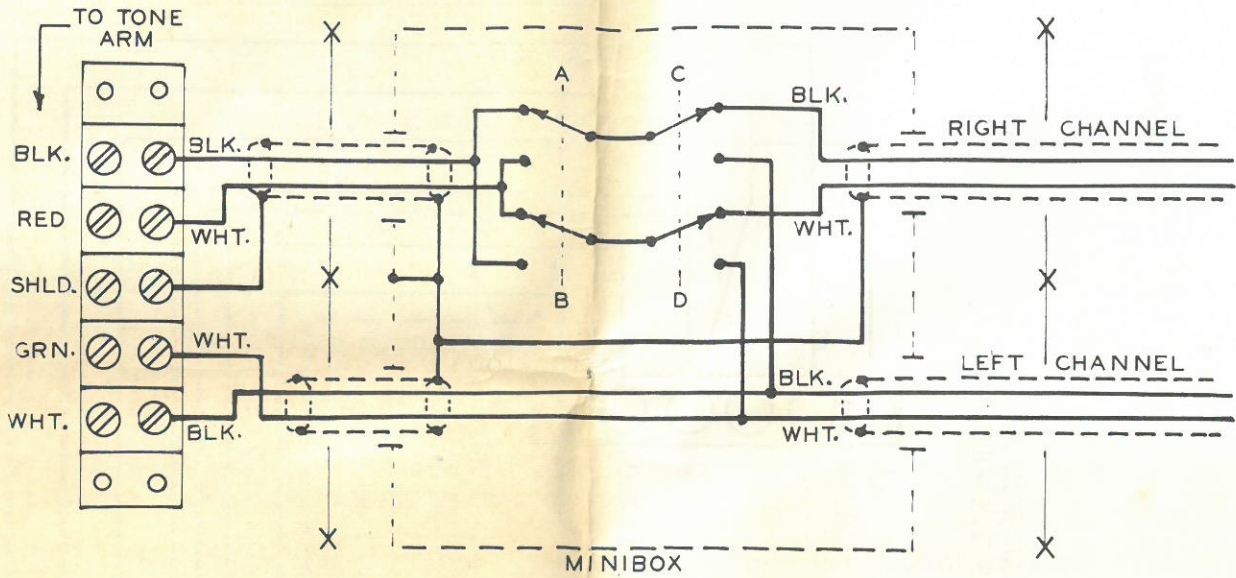 TO TONE
ARM
BLK.
RED
SHLD.
GRN.
WHT.
BLK.
WHT.
WHT.
BLK.
X
X
X
A
C
B
D
BLK.
WHT.
BLK.
WHT.
RIGHT CHANNEL
LEFT CHANNEL
X
X
X
MINIBOX